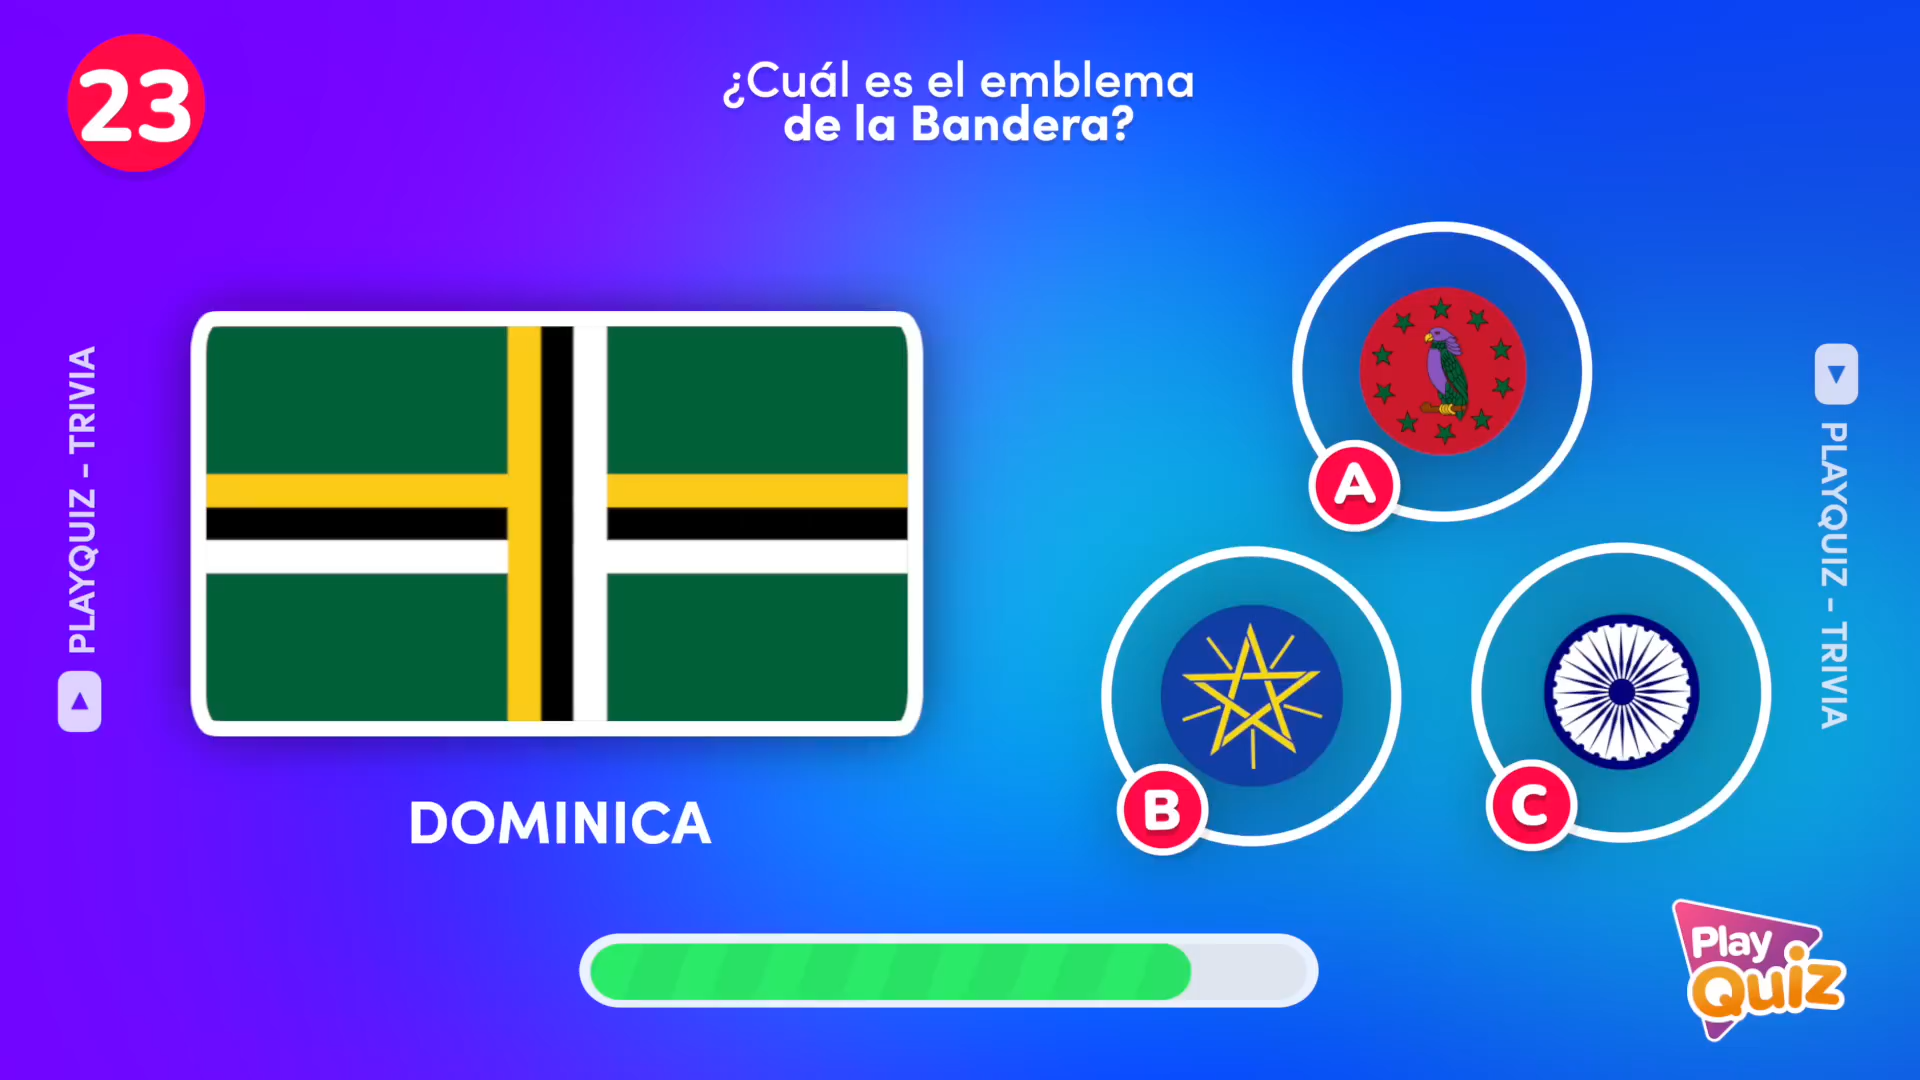 23
¿Cuál es el emblema
de la Bandera?
PLAYQUIZ - TRIVIA
DOMINICA
A
B
C
PLAYQUIZ - TRIVIA
Play
Quiz